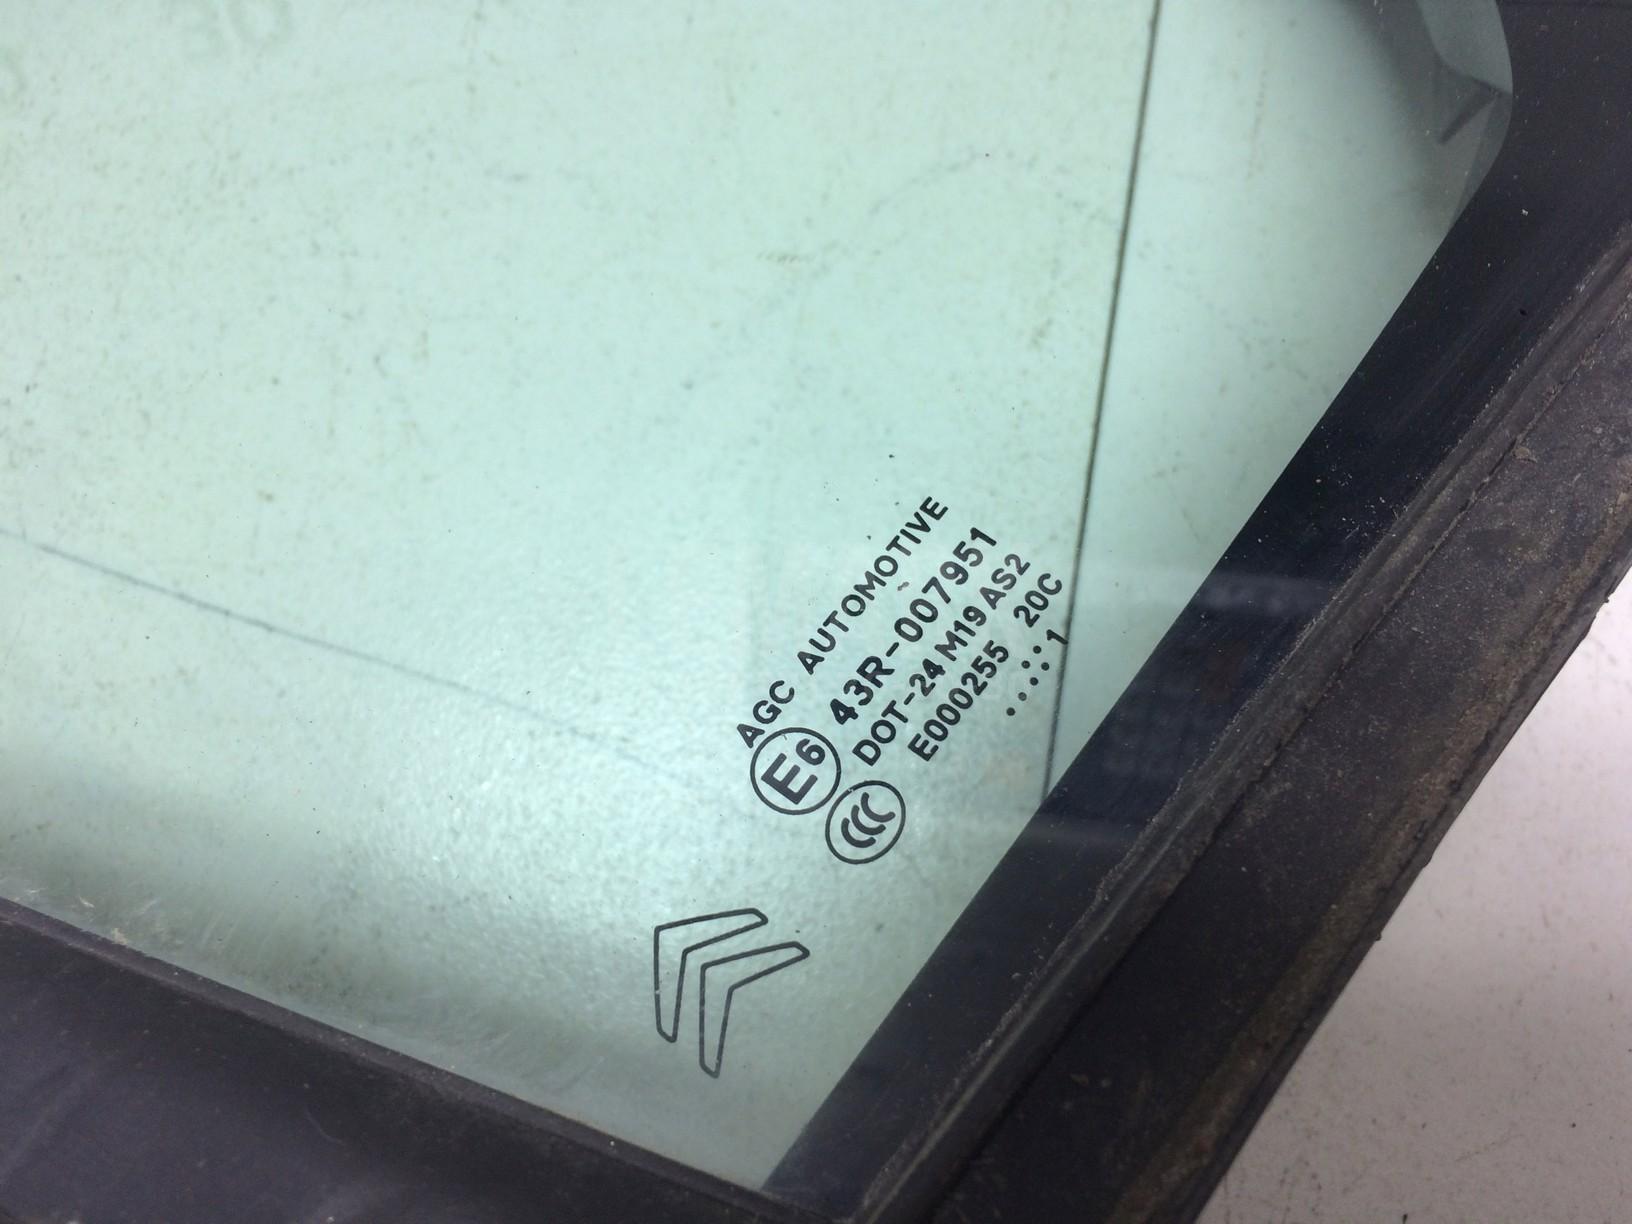 AGC AUTOMOTIVE
E6 43R-007951
DOT-24 M19 AS2
CCC E000255 20C
....::1